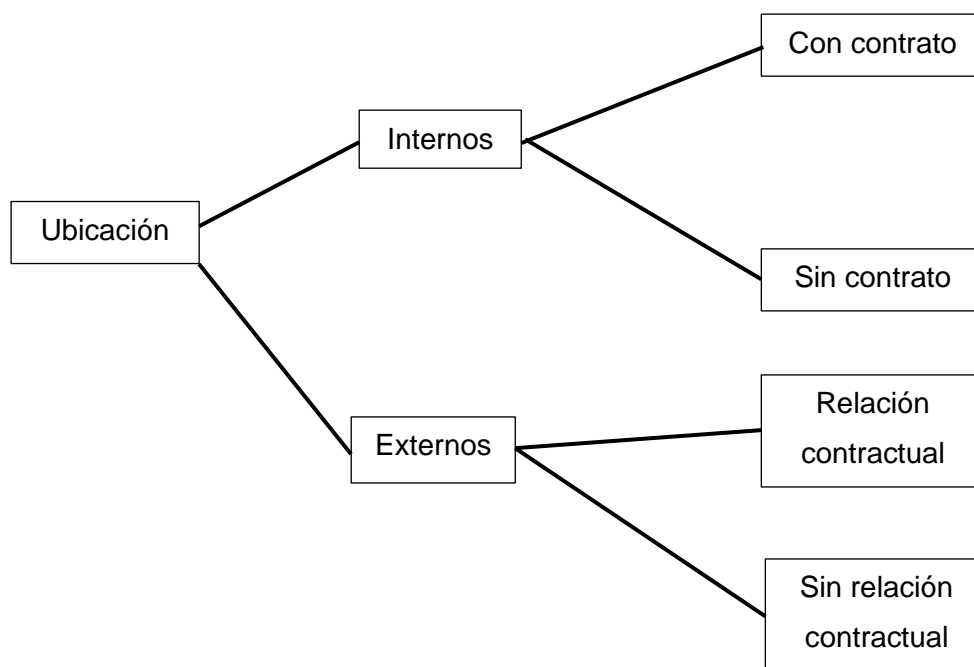 Con contrato
Internos
Ubicación
Sin contrato
Relación
contractual
Externos
Sin relación
contractual